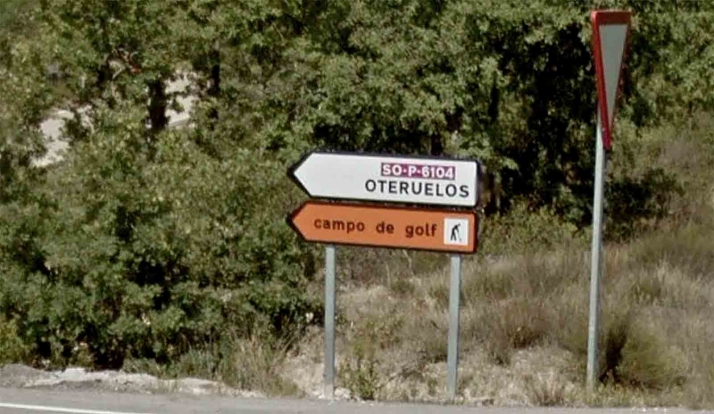 SO-P-6104
OTERUELOS
campo de golf